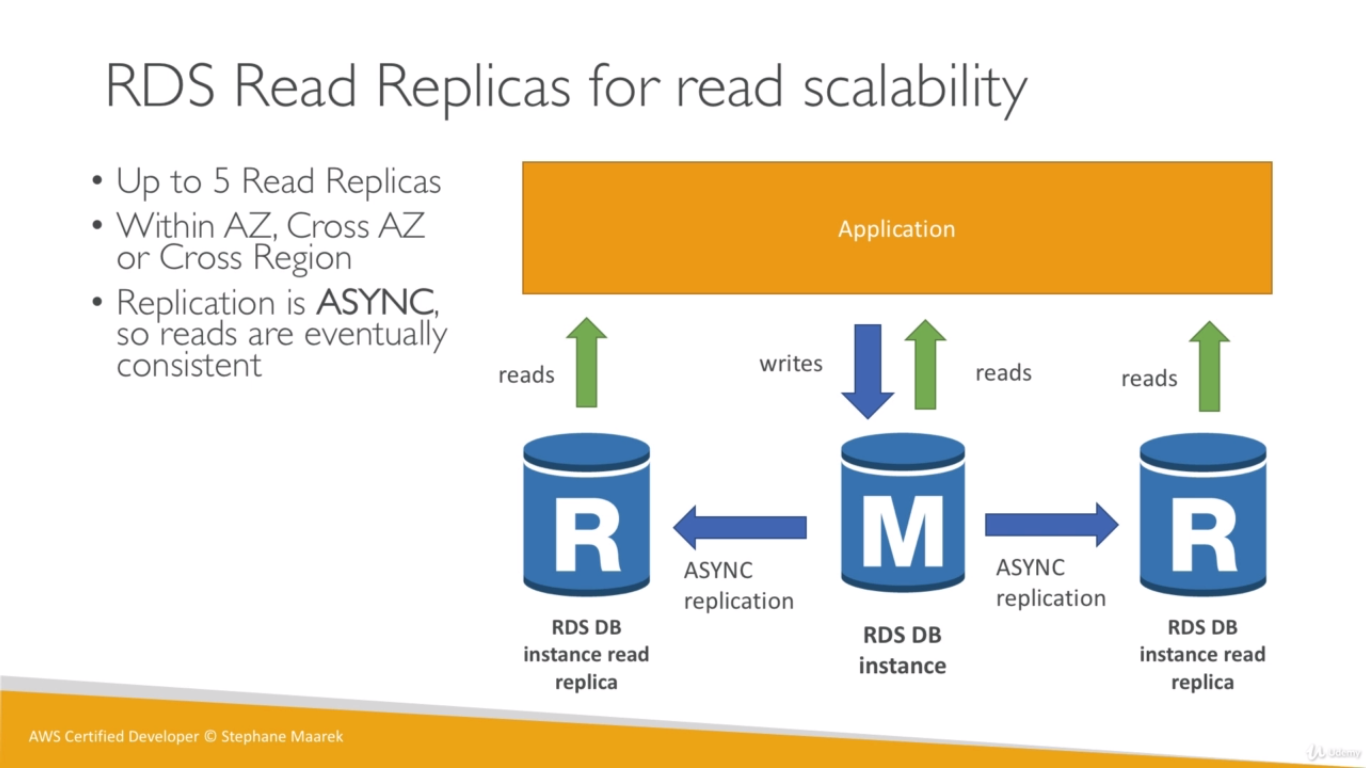 RDS Read Replicas for read scalability
• Up to 5 Read Replicas
• Within AZ, Cross AZ
or Cross Region
• Replication is ASYNC,
so reads are eventually
consistent
Application
reads
writes
reads
reads
R
M
R
ASYNC
replication
ASYNC
replication
RDS DB
instance read
replica
RDS DB
instance
RDS DB
instance read
replica
AWS Certified Developer © Stephane Maarek
Udemy